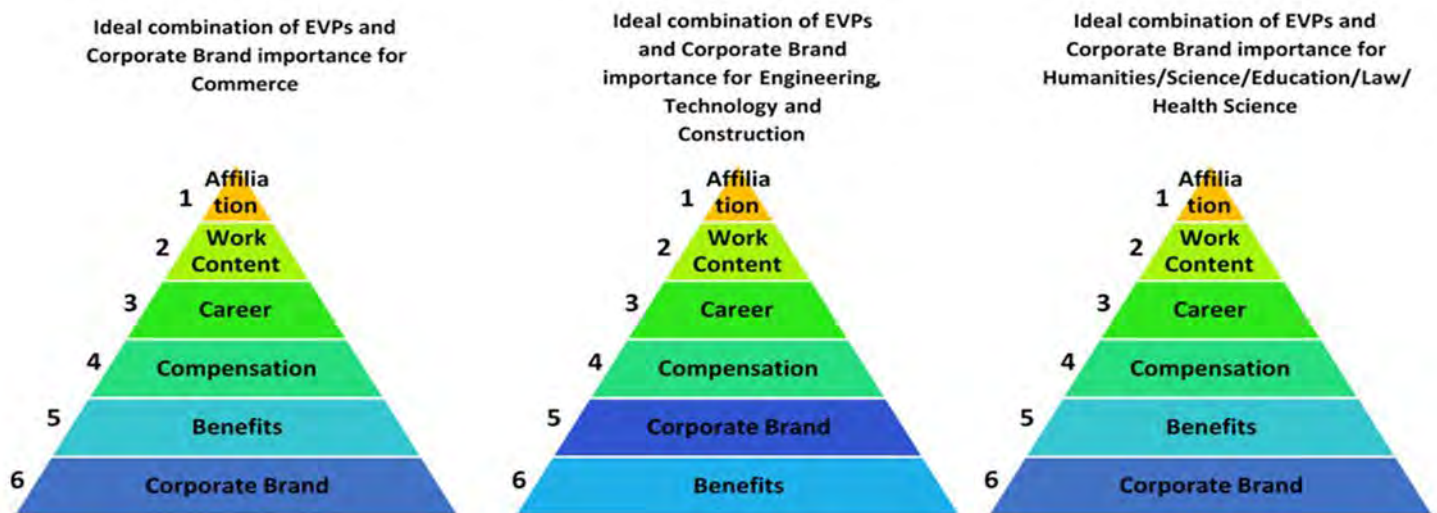 Ideal combination of EVPs and
Corporate Brand importance for
Commerce
1
Affilia
tion
2
Work
Content
3
Career
4
Compensation
5
Benefits
6
Corporate Brand
Ideal combination of EVPs
and Corporate Brand
importance for Engineering,
Technology and
Construction
1
Affilia
tion
2
Work
Content
3
Career
4
Compensation
5
Corporate Brand
6
Benefits
Ideal combination of EVPs and
Corporate Brand importance for
Humanities/Science/Education/Law/
Health Science
1
Affilia
tion
2
Work
Content
3
Career
4
Compensation
5
Benefits
6
Corporate Brand